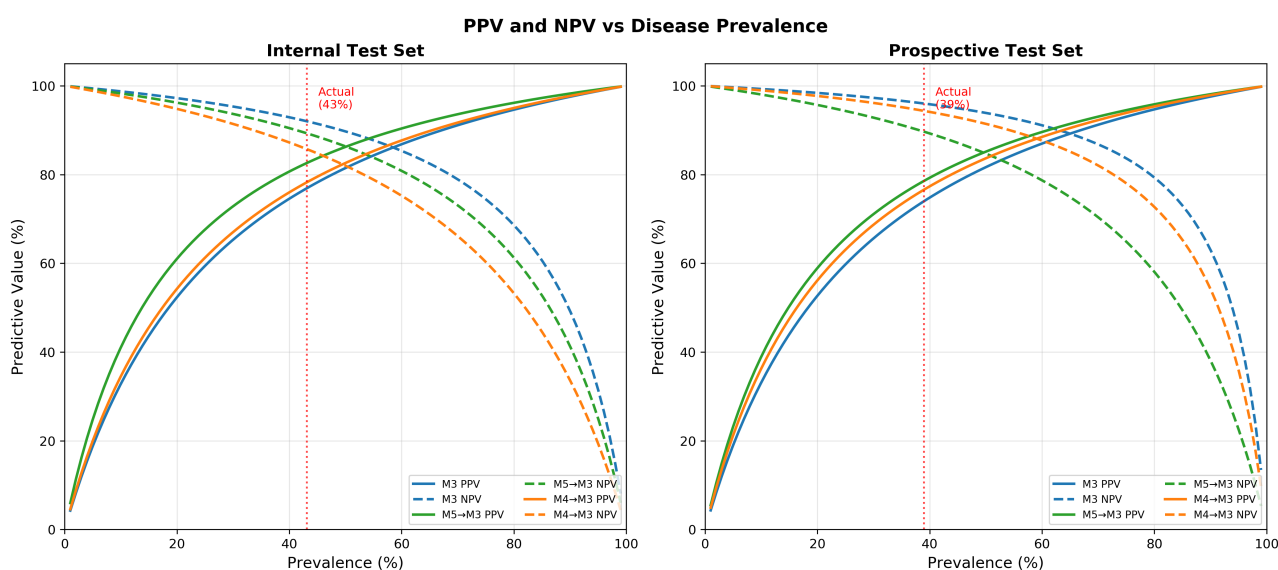 PPV and NPV vs Disease Prevalence
Internal Test Set
Predictive Value (%)
100
80
60
40
20
0
Actual
(43%)
M3 PPV
M3 NPV
M5→M3 PPV
M5→M3 NPV
M4→M3 PPV
M4→M3 NPV
0 20 40 60 80 100
Prevalence (%)
Prospective Test Set
Predictive Value (%)
100
80
60
40
20
0
Actual
(39%)
M3 PPV
M3 NPV
M5→M3 PPV
M5→M3 NPV
M4→M3 PPV
M4→M3 NPV
0 20 40 60 80 100
Prevalence (%)